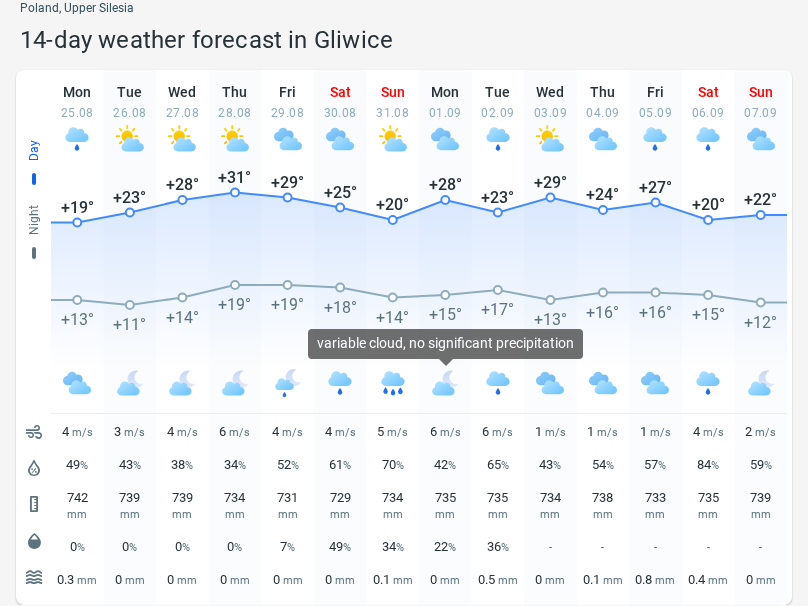 Poland, Upper Silesia
14-day weather forecast in Gliwice
Mon Tue Wed Thu Fri Sat Sun Mon Tue Wed Thu Fri Sat Sun
25.08 26.08 27.08 28.08 29.08 30.08 31.08 01.09 02.09 03.09 04.09 05.09 06.09 07.09
Day
+19° +23° +28° +31° +29° +25° +20° +28° +23° +29° +24° +27° +20° +22°
Night
+13° +11° +14° +19° +19° +18° +14° +15° +17° +13° +16° +16° +15° +12°
variable cloud, no significant precipitation
4 m/s 3 m/s 4 m/s 6 m/s 4 m/s 4 m/s 5 m/s 6 m/s 6 m/s 1 m/s 1 m/s 1 m/s 4 m/s 2 m/s
49% 43% 38% 34% 52% 61% 70% 42% 65% 43% 54% 57% 84% 59%
742 739 739 734 731 729 734 735 735 734 738 733 735 739
mm mm mm mm mm mm mm mm mm mm mm mm mm mm
0% 0% 0% 0% 7% 49% 34% 22% 36% - - - - -
0.3 mm 0 mm 0 mm 0 mm 0 mm 0 mm 0.1 mm 0 mm 0.5 mm 0 mm 0.1 mm 0.8 mm 0.4 mm 0 mm